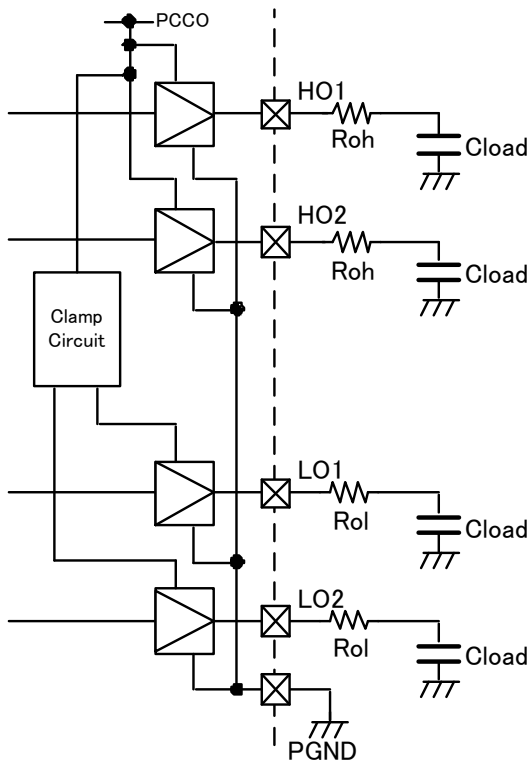 PCCO
HO1
Roh
Cload
HO2
Roh
Cload
Clamp
Circuit
LO1
Rol
Cload
LO2
Rol
Cload
PGND